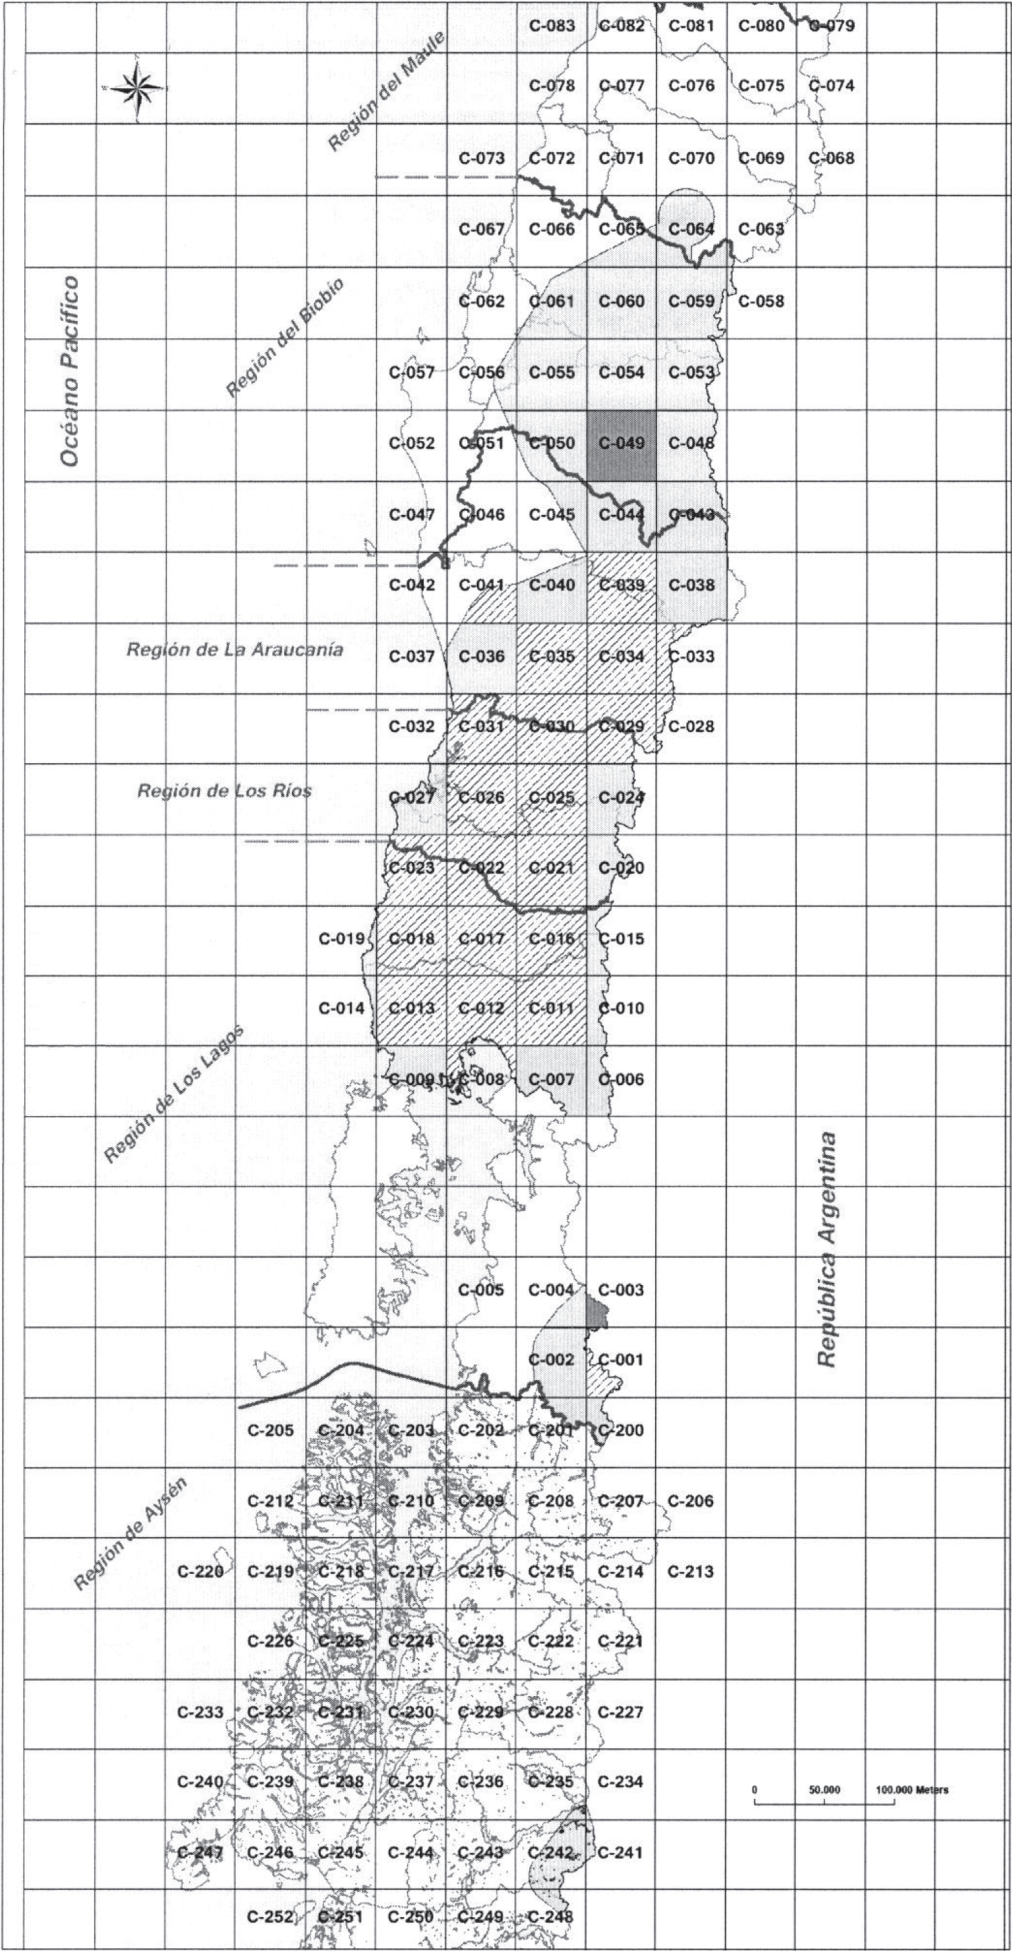 C-083 C-082 C-081 C-080 C-079
Región del Maule
C-078 C-077 C-076 C-075 C-074
C-073 C-072 C-071 C-070 C-069 C-068
C-067 C-066 C-065 C-064 C-063
Océano Pacífico
Región del Biobio
C-062 C-061 C-060 C-059 C-058
C-057 C-056 C-055 C-054 C-053
C-052 C-051 C-050 C-049 C-048
C-047 C-046 C-045 C-044 C-043
C-042 C-041 C-040 C-039 C-038
Región de La Araucanía
C-037 C-036 C-035 C-034 C-033
C-032 C-031 C-030 C-029 C-028
Región de Los Ríos
C-027 C-026 C-025 C-024
C-023 C-022 C-021 C-020
C-019 C-018 C-017 C-016 C-015
C-014 C-013 C-012 C-011 C-010
Región de Los Lagos
C-009 C-008 C-007 C-006
República Argentina
C-005 C-004 C-003
C-002 C-001
C-205 C-204 C-203 C-202 C-201 C-200
Región de Aysén
C-212 C-211 C-210 C-209 C-208 C-207 C-206
C-220 C-219 C-218 C-217 C-216 C-215 C-214 C-213
C-226 C-225 C-224 C-223 C-222 C-221
C-233 C-232 C-231 C-230 C-229 C-228 C-227
C-240 C-239 C-238 C-237 C-236 C-235 C-234
0 50.000 100.000 Meters
C-247 C-246 C-245 C-244 C-243 C-242 C-241
C-252 C-251 C-250 C-249 C-248